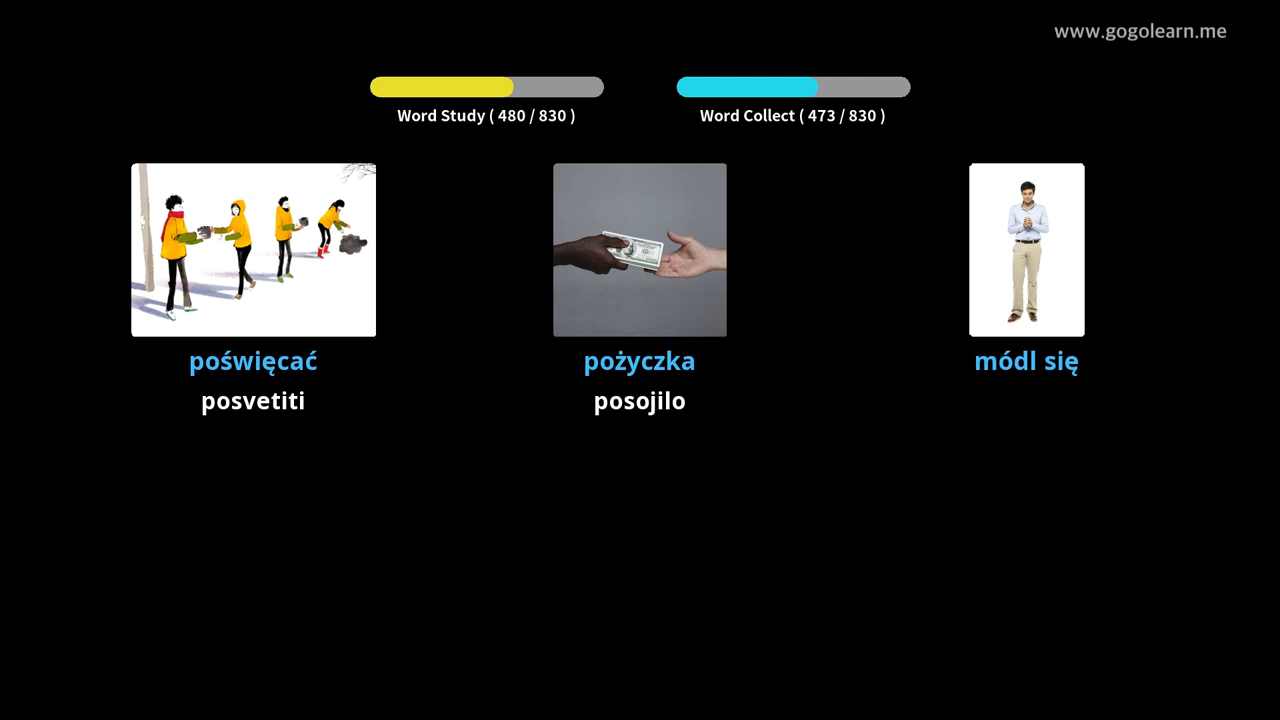 www.gogolearn.me
Word Study ( 480 / 830 )
Word Collect ( 473 / 830 )
poświęcać
posvetiti
pożyczka
posojilo
módl się